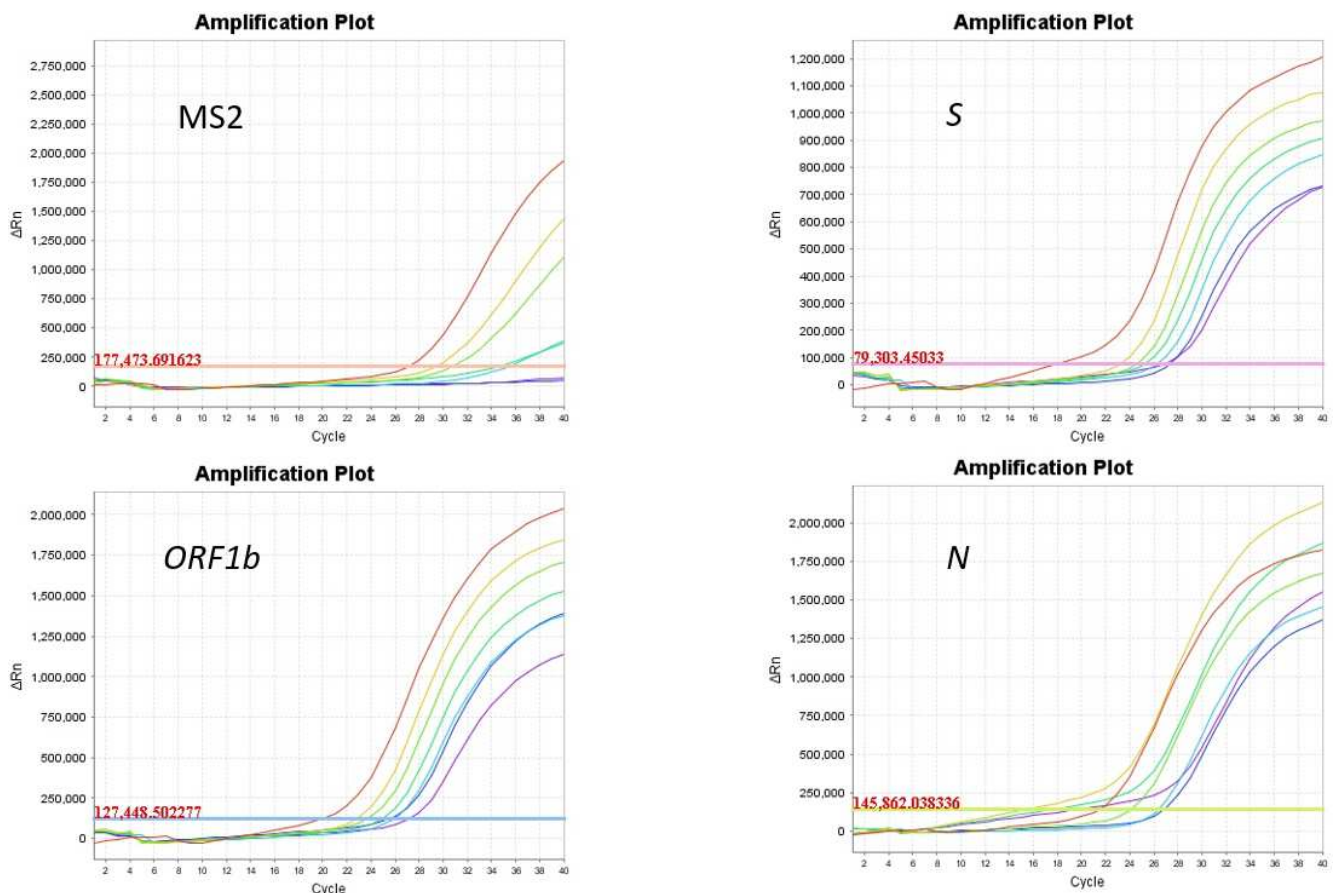 Amplification Plot
2,750,000
2,500,000
2,250,000
2,000,000
1,750,000
1,500,000
1,250,000
1,000,000
750,000
500,000
250,000
0
ΔRn
MS2
177,473.691623
2 4 6 8 10 12 14 16 18 20 22 24 26 28 30 32 34 36 38 40
Cycle
Amplification Plot
1,200,000
1,100,000
1,000,000
900,000
800,000
700,000
600,000
500,000
400,000
300,000
200,000
100,000
0
ΔRn
S
79,303.45033
2 4 6 8 10 12 14 16 18 20 22 24 26 28 30 32 34 36 38 40
Cycle
Amplification Plot
2,000,000
1,750,000
1,500,000
1,250,000
1,000,000
750,000
500,000
250,000
0
ΔRn
ORF1b
127,448.502277
2 4 6 8 10 12 14 16 18 20 22 24 26 28 30 32 34 36 38 40
Cycle
Amplification Plot
2,000,000
1,750,000
1,500,000
1,250,000
1,000,000
750,000
500,000
250,000
0
ΔRn
N
145,862.038336
2 4 6 8 10 12 14 16 18 20 22 24 26 28 30 32 34 36 38 40
Cycle